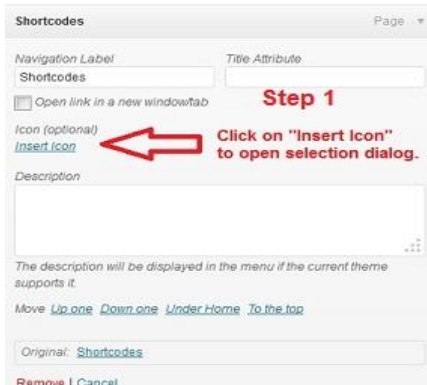 Shortcodes Page
Navigation Label Title Attribute
Shortcodes
Open link in a new window/tab
Step 1
Icon (optional)
Insert Icon
Click on "Insert Icon"
to open selection dialog.
Description
The description will be displayed in the menu if the current theme
supports it.
Move Up one Down one Under Home To the top
Original: Shortcodes
Remove | Cancel